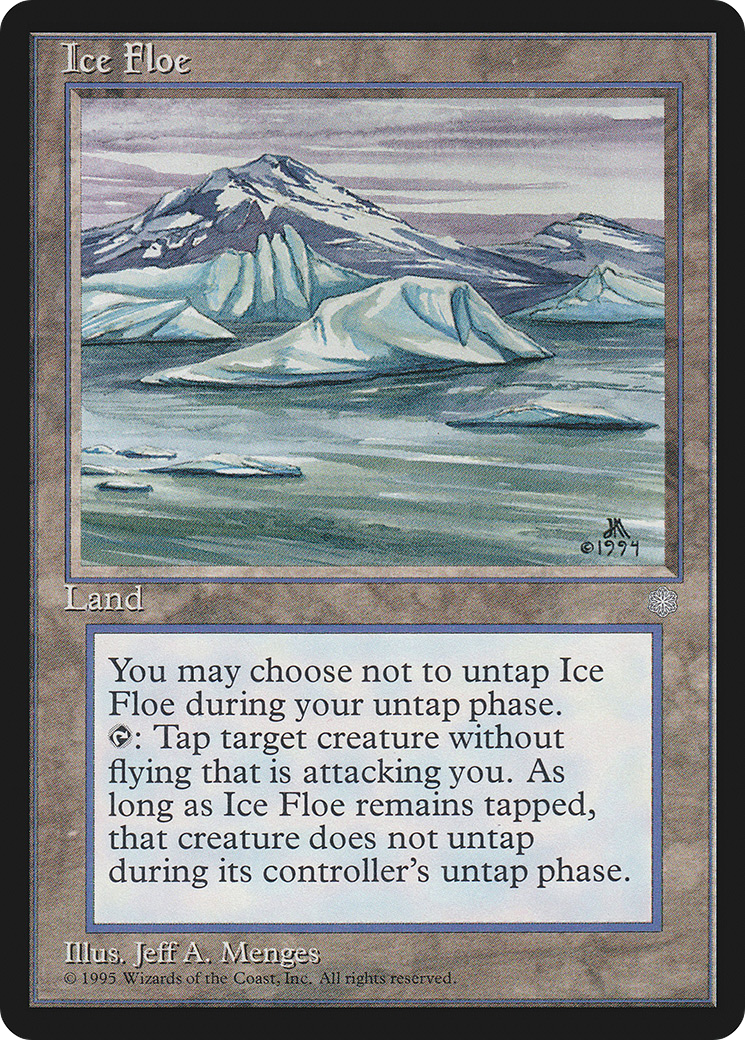 Ice Floe
©1994
Land
You may choose not to untap Ice
Floe during your untap phase.
: Tap target creature without
flying that is attacking you. As
long as Ice Floe remains tapped,
that creature does not untap
during its controller's untap phase.
Illus. Jeff A. Menges
© 1995 Wizards of the Coast, Inc. All rights reserved.